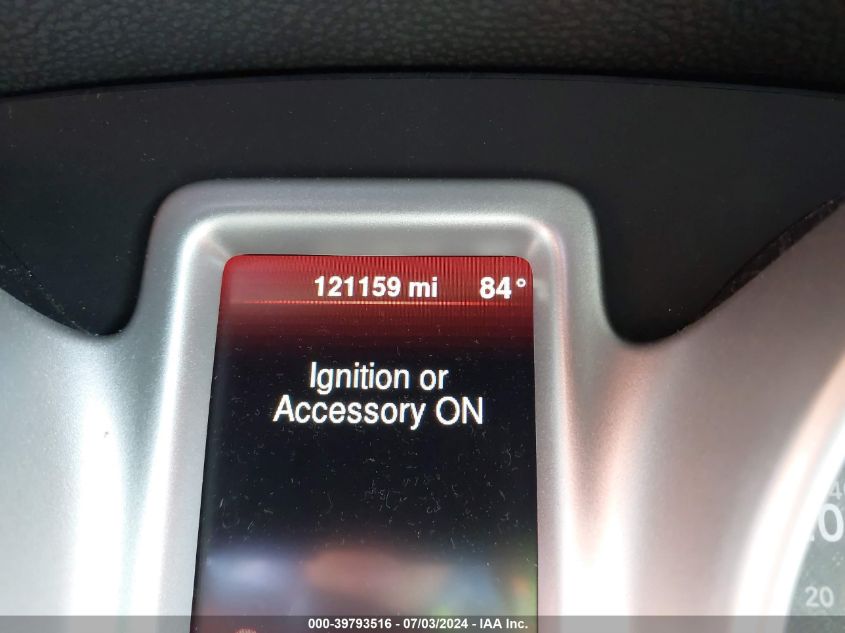 121159 mi 84°
Ignition or
Accessory ON
20
000-39793516 - 07/03/2024 - IAA Inc.